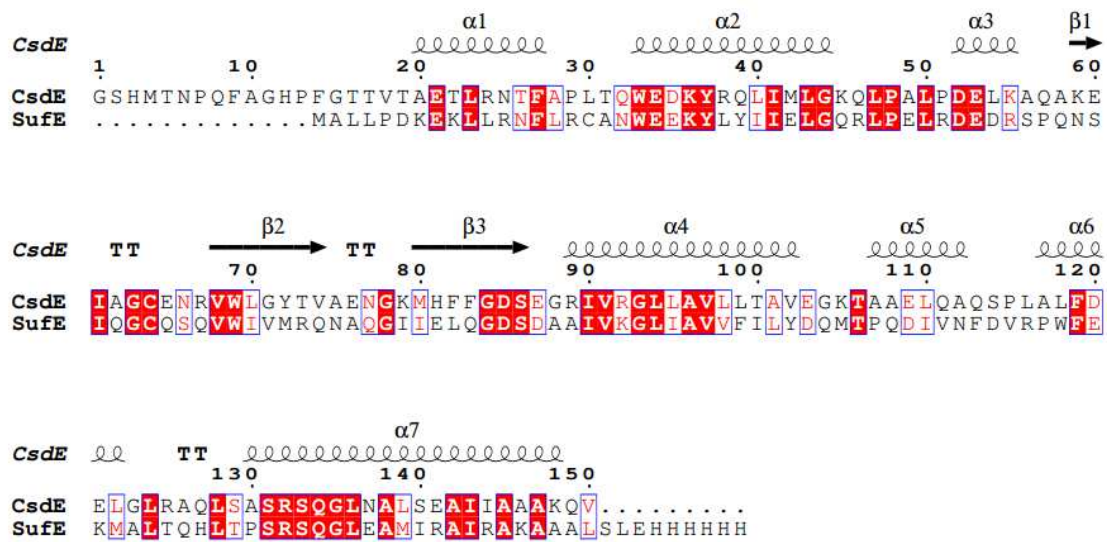 α1 α2 α3 β1
CsdE
1 10 20 30 40 50 60
CsdE GSHMTNPQFAGHPFGTTVTAETLRNTFAPLTQWEDKYRQLIMLGKQLPALPDELKAQAKE
SufE .............MALLPDKEKLLRNFLRCANWEEKYLYIIELGQRLPELRDEDRSPQNS
β2 β3 α4 α5 α6
CsdE TT TT
70 80 90 100 110 120
CsdE IAGCENRVWLGYTVAENGKMHFFGDSEGRIVRGLLAVLLTAVEGKTAAELQAQSPLALFD
SufE IQGCQSQVWIVMRQNAQGIIELQGDSDAAIVKGLIAVVFILYDQMTPQDIVNFDVRPWFE
α7
CsdE TT
130 140 150
CsdE ELGLRAQLSASRSQGLNALSEAIIAAAKQV.........
SufE KMALTQHLTPSRSQGLEAMIRAIRAKAAALSLEHHHHHH